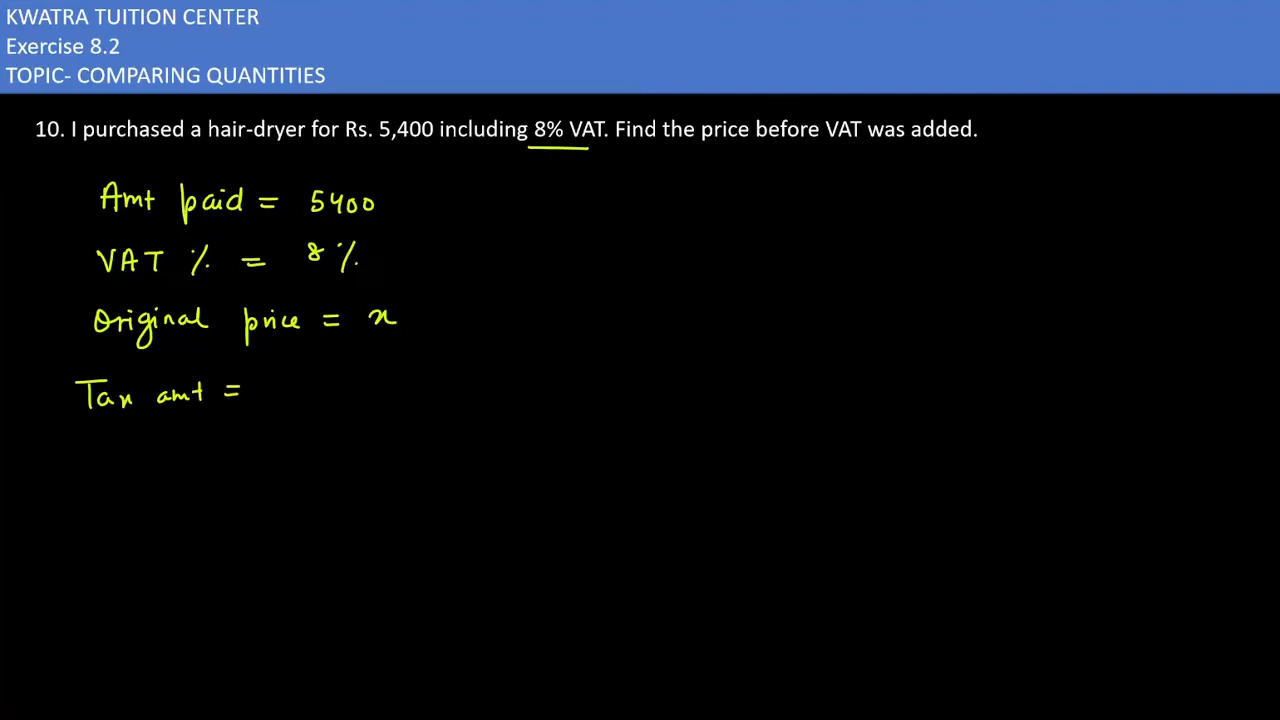 KWATRA TUITION CENTER
Exercise 8.2
TOPIC- COMPARING QUANTITIES
10. I purchased a hair-dryer for Rs. 5,400 including 8% VAT. Find the price before VAT was added.
Amt paid = 5400
VAT % = 8%
Original price = x
Tax amt =